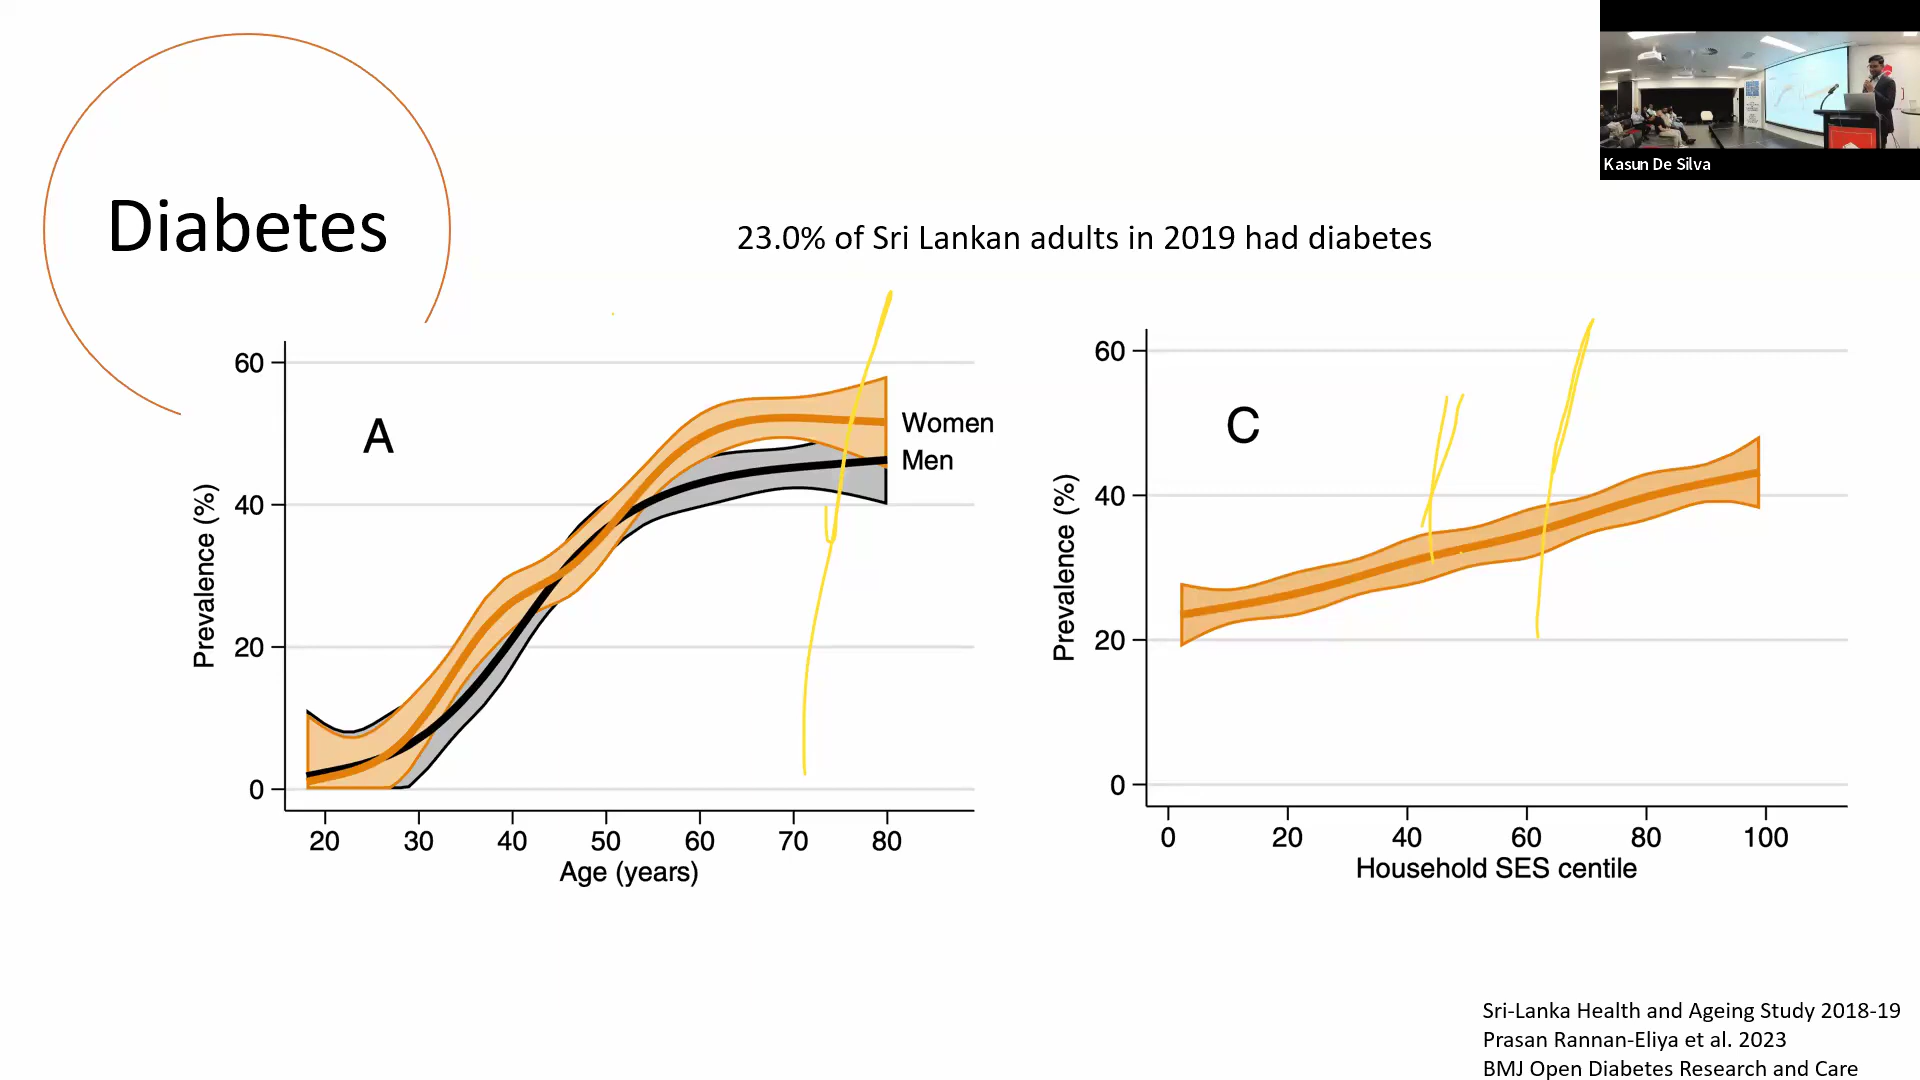 Kasun De Silva
Diabetes
23.0% of Sri Lankan adults in 2019 had diabetes
A
Prevalence (%)
60
40
20
0
Women
Men
20 30 40 50 60 70 80
Age (years)
C
Prevalence (%)
60
40
20
0
0 20 40 60 80 100
Household SES centile
Sri-Lanka Health and Ageing Study 2018-19
Prasan Rannan-Eliya et al. 2023
BMJ Open Diabetes Research and Care